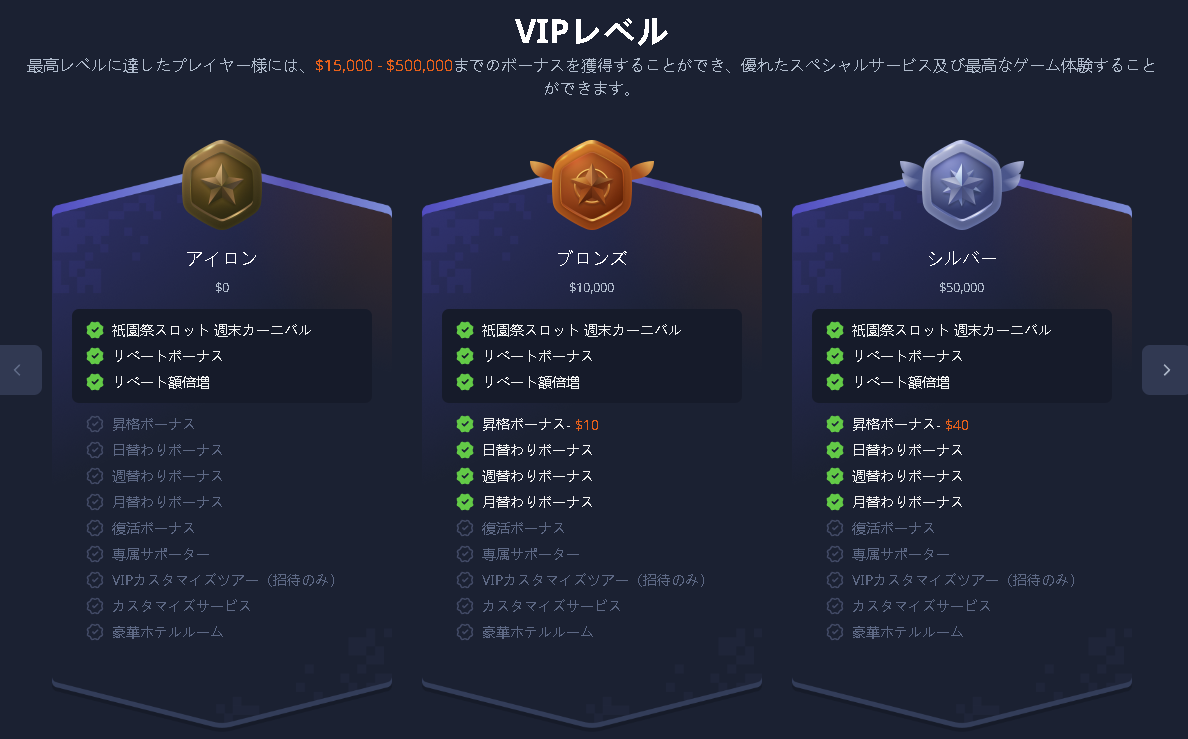 VIPレベル
最高レベルに達したプレイヤー様には、$15,000 - $500,000までのボーナスを獲得することができ、優れたスペシャルサービス及び最高なゲーム体験すること
ができます。
アイロン
$0
祇園祭スロット 週末カーニバル
リベートボーナス
リベート額倍増
昇格ボーナス
日替わりボーナス
週替わりボーナス
月替わりボーナス
復活ボーナス
専属サポーター
VIPカスタマイズツアー（招待のみ）
カスタマイズサービス
豪華ホテルルーム
ブロンズ
$10,000
祇園祭スロット 週末カーニバル
リベートボーナス
リベート額倍増
昇格ボーナス- $10
日替わりボーナス
週替わりボーナス
月替わりボーナス
復活ボーナス
専属サポーター
VIPカスタマイズツアー（招待のみ）
カスタマイズサービス
豪華ホテルルーム
シルバー
$50,000
祇園祭スロット 週末カーニバル
リベートボーナス
リベート額倍増
昇格ボーナス- $40
日替わりボーナス
週替わりボーナス
月替わりボーナス
復活ボーナス
専属サポーター
VIPカスタマイズツアー（招待のみ）
カスタマイズサービス
豪華ホテルルーム